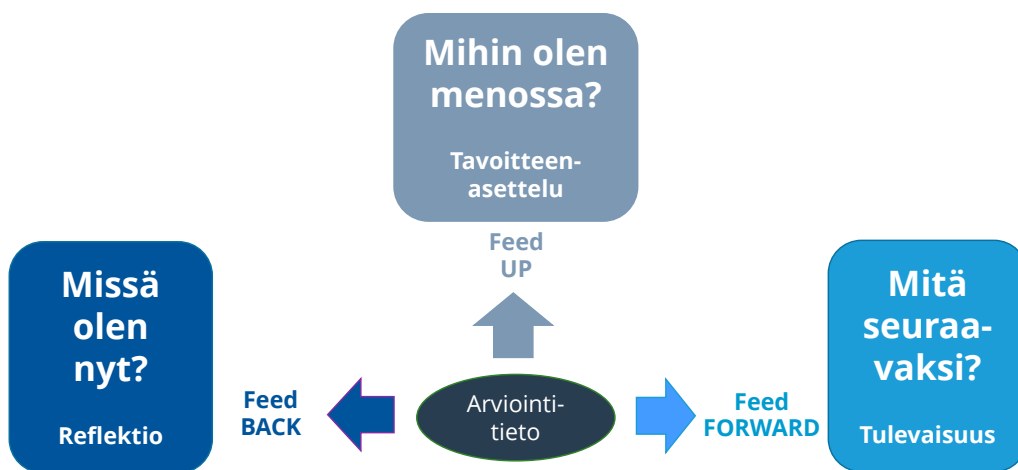 Mihin olen
menossa?
Tavoitteen-
asettelu
Feed
UP
Missä
olen
nyt?
Reflektio
Feed
BACK
Arviointi-
tieto
Feed
FORWARD
Mitä
seuraa-
vaksi?
Tulevaisuus